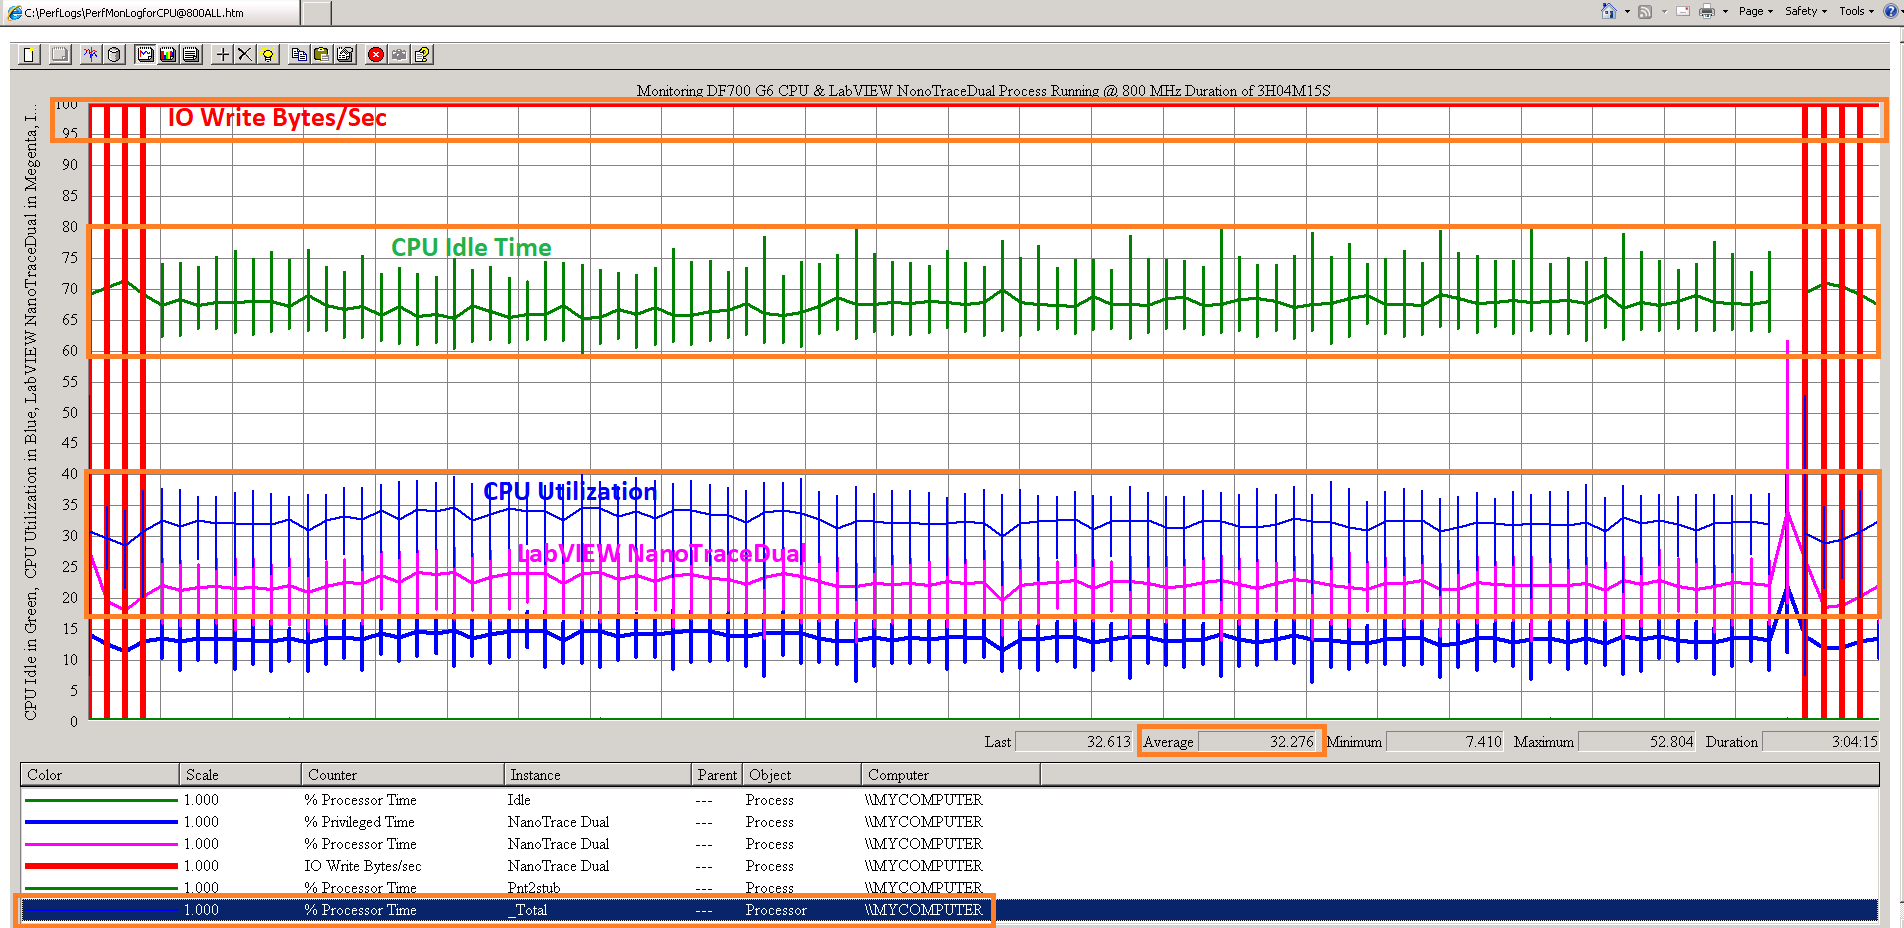 C:\PerfLogs\PerfMonLogforCPU@800ALL.htm
Page Safety Tools
Monitoring DF700 G6 CPU & LabVIEW NonoTraceDual Process Running @ 800 MHz Duration of 3H04M15S
CPU Idle in Green, CPU Utilization in Blue, LabVIEW NanoTraceDual in Megenta, I...
100
95
90
85
80
75
70
65
60
55
50
45
40
35
30
25
20
15
10
5
0
IO Write Bytes/Sec
CPU Idle Time
CPU Utilization
LabVIEW NanoTraceDual
Last 32.613 Average 32.276 Minimum 7.410 Maximum 52.804 Duration 3:04:15
Color Scale Counter Instance Parent Object Computer
1.000 % Processor Time Idle --- Process \\MYCOMPUTER
1.000 % Privileged Time NanoTrace Dual --- Process \\MYCOMPUTER
1.000 % Processor Time NanoTrace Dual --- Process \\MYCOMPUTER
1.000 IO Write Bytes/sec NanoTrace Dual --- Process \\MYCOMPUTER
1.000 % Processor Time Pnt2stub --- Process \\MYCOMPUTER
1.000 % Processor Time _Total --- Processor \\MYCOMPUTER